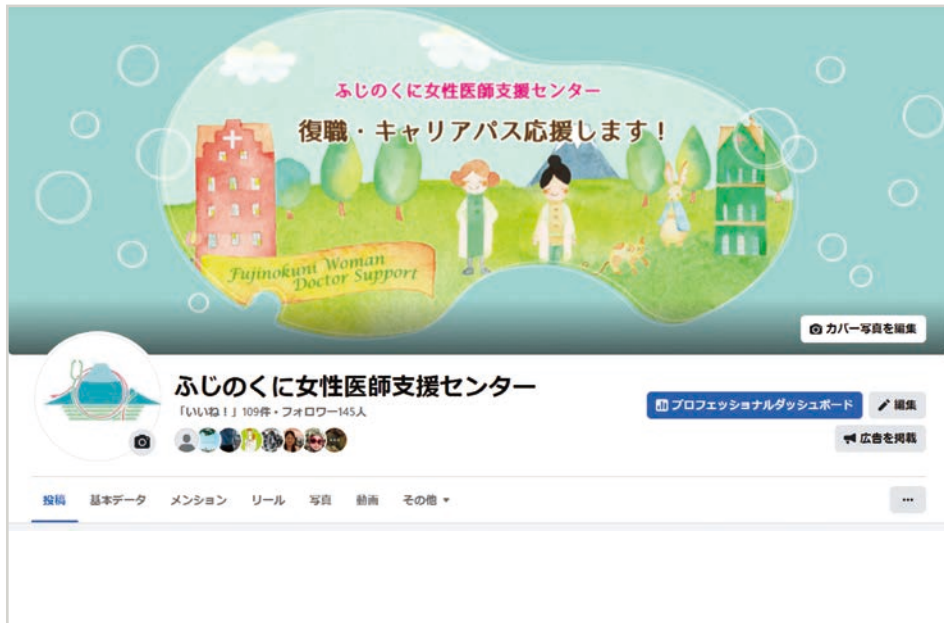 ふじのくに女性医師支援センター
復職・キャリアパス応援します！
Fujinokuni Woman
Doctor Support
カバー写真を編集
ふじのくに女性医師支援センター
「いいね！」109件・フォロワー145人
プロフェッショナルダッシュボード
編集
広告を掲載
投稿 基本データ メンション リール 写真 動画 その他